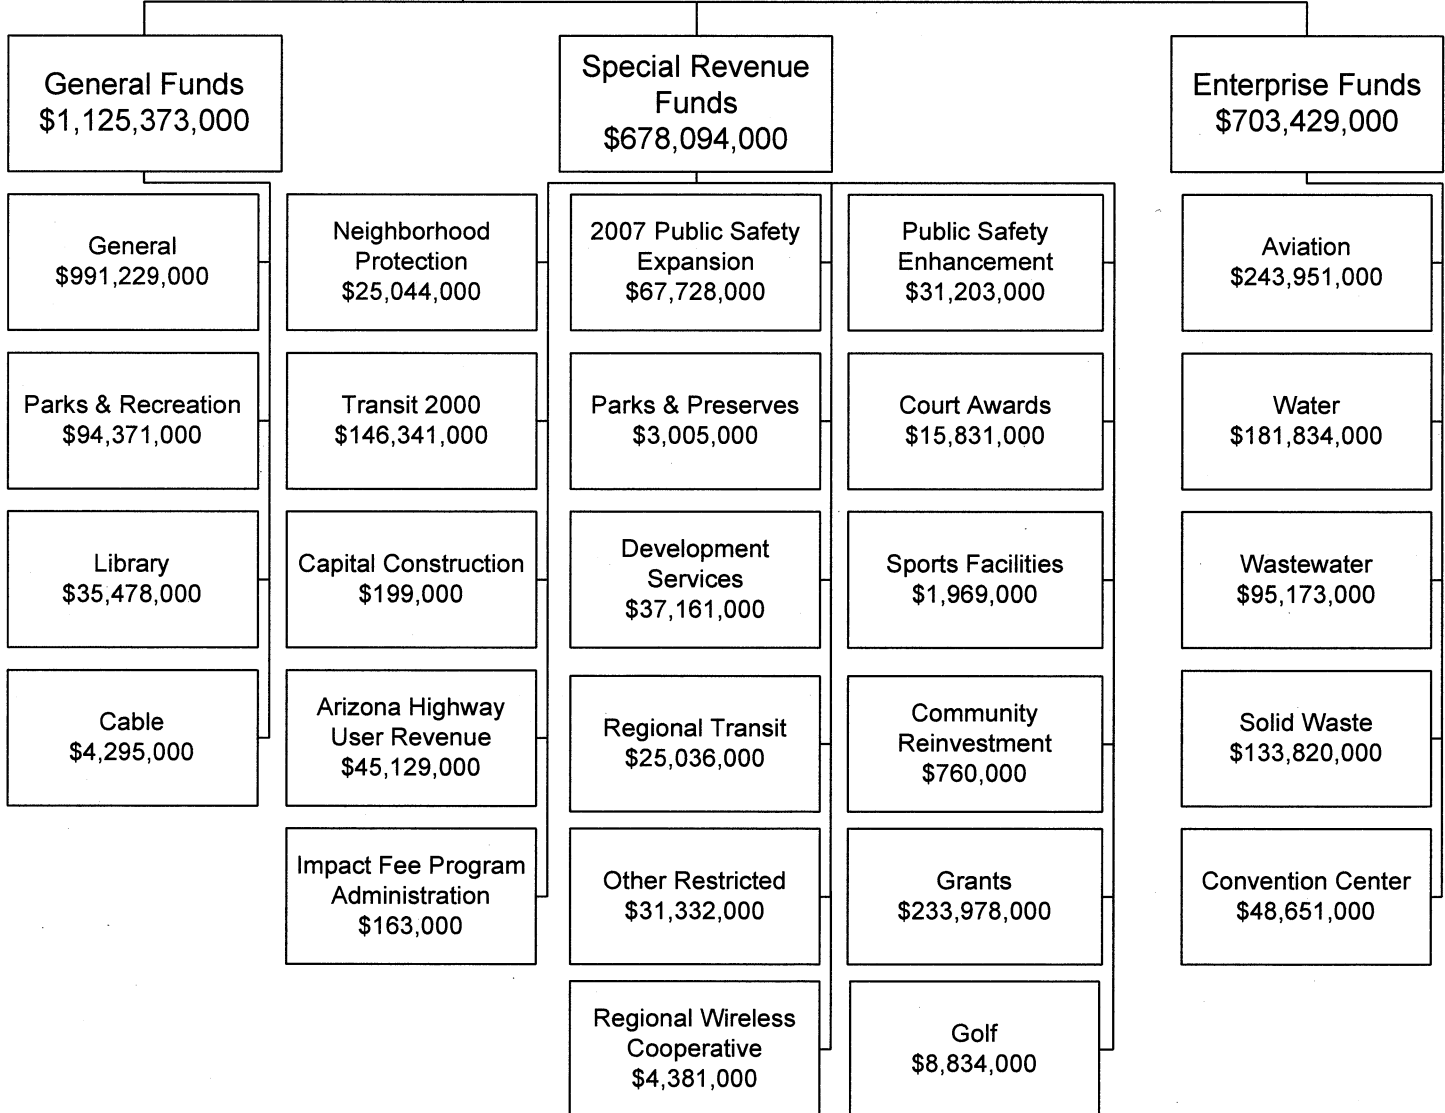 General Funds
$1,125,373,000
Special Revenue
Funds
$678,094,000
Enterprise Funds
$703,429,000
General
$991,229,000
Parks & Recreation
$94,371,000
Library
$35,478,000
Cable
$4,295,000
Neighborhood
Protection
$25,044,000
Transit 2000
$146,341,000
Capital Construction
$199,000
Arizona Highway
User Revenue
$45,129,000
Impact Fee Program
Administration
$163,000
2007 Public Safety
Expansion
$67,728,000
Parks & Preserves
$3,005,000
Development
Services
$37,161,000
Regional Transit
$25,036,000
Other Restricted
$31,332,000
Regional Wireless
Cooperative
$4,381,000
Public Safety
Enhancement
$31,203,000
Court Awards
$15,831,000
Sports Facilities
$1,969,000
Community
Reinvestment
$760,000
Grants
$233,978,000
Golf
$8,834,000
Aviation
$243,951,000
Water
$181,834,000
Wastewater
$95,173,000
Solid Waste
$133,820,000
Convention Center
$48,651,000